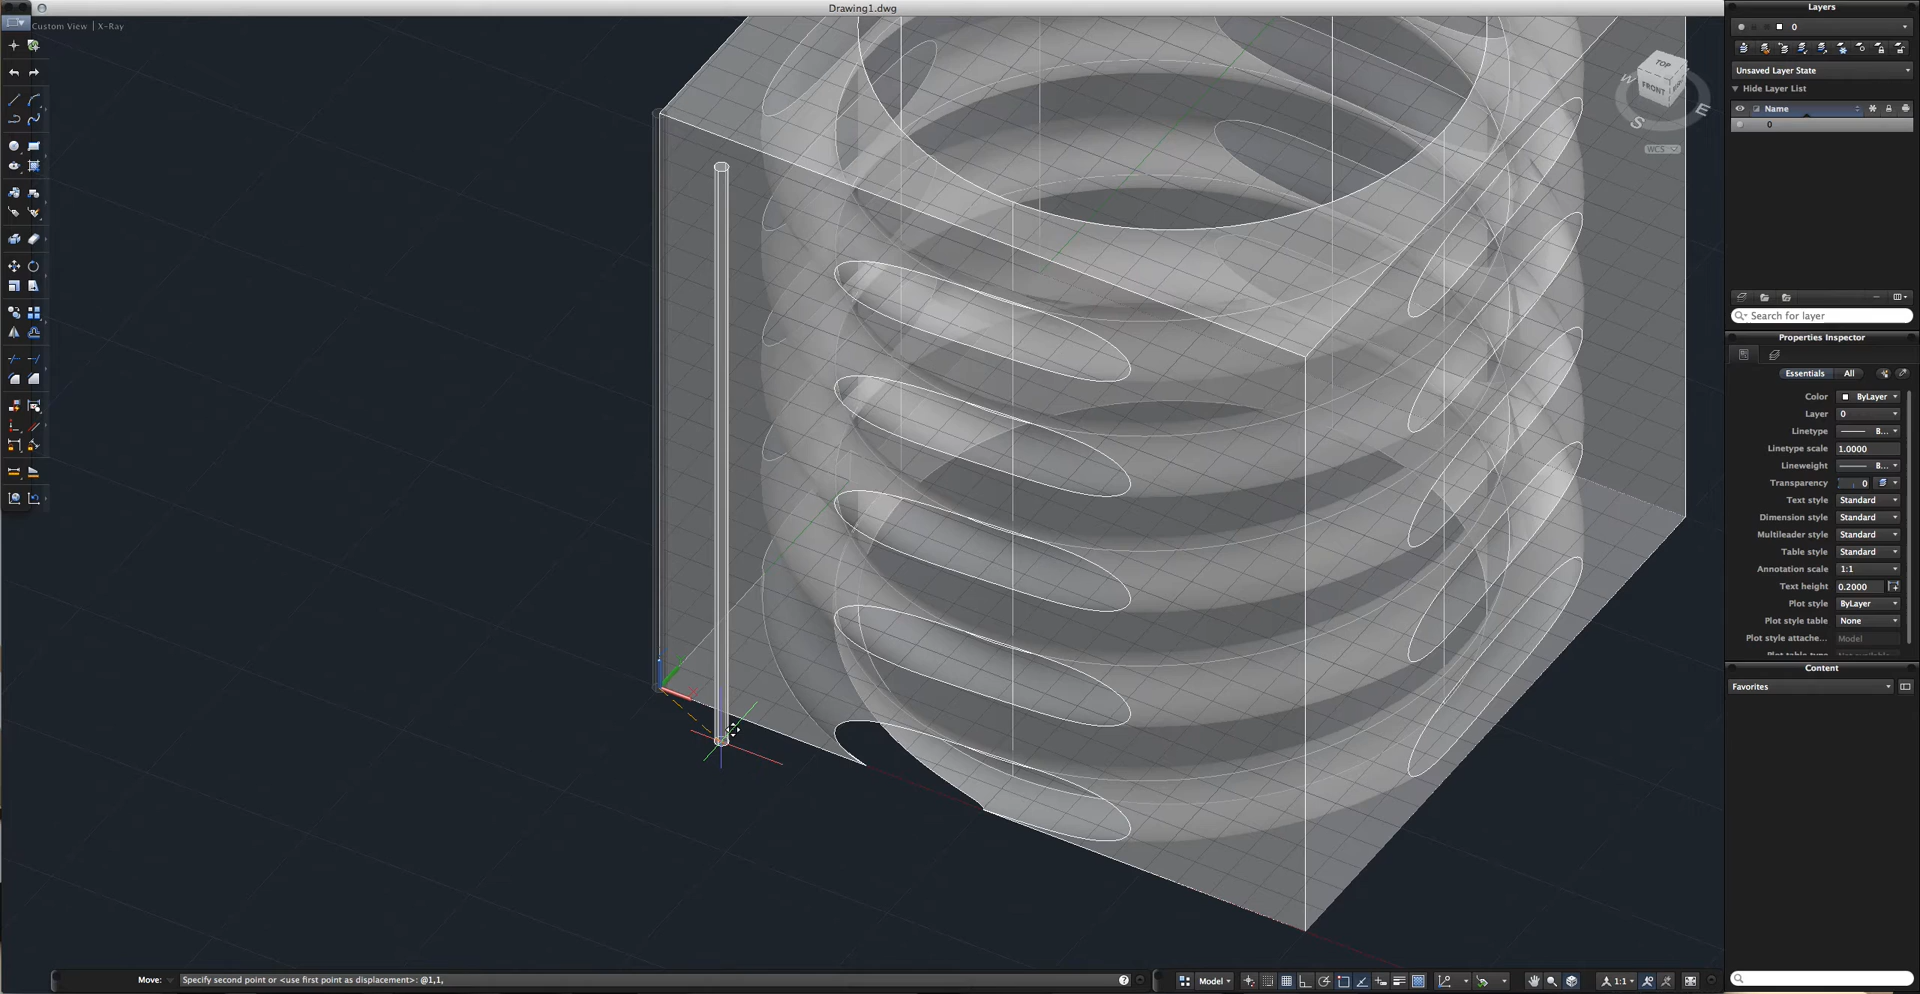 Drawing1.dwg
Custom View | X-Ray
TOP
FRONT
W
S
E
WCS
Layers
0
Unsaved Layer State
Hide Layer List
Name
0
Search for layer
Properties Inspector
Essentials
All
Color
ByLayer
Layer
0
Linetype
B...
Linetype scale
1.0000
Lineweight
B...
Transparency
0
Text style
Standard
Dimension style
Standard
Multileader style
Standard
Table style
Standard
Annotation scale
1:1
Text height
0.2000
Plot style
ByLayer
Plot style table
None
Plot style attache...
Model
Content
Favorites
Move:
Specify second point or <use first point as displacement>: @1,1,
?
Model
1:1